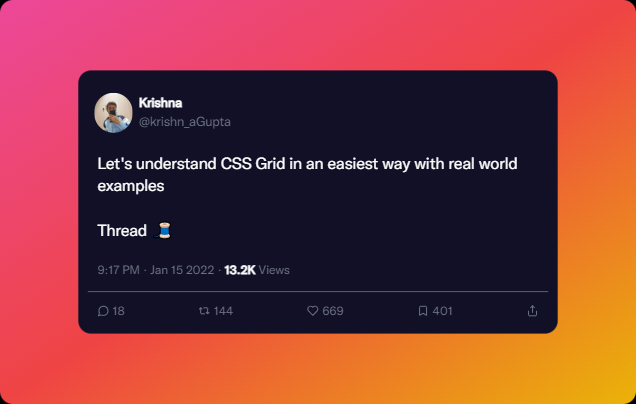 Krishna
@krishn_aGupta
Let's understand CSS Grid in an easiest way with real world
examples
Thread 🧵
9:17 PM · Jan 15 2022 · 13.2K Views
18 144 669 401